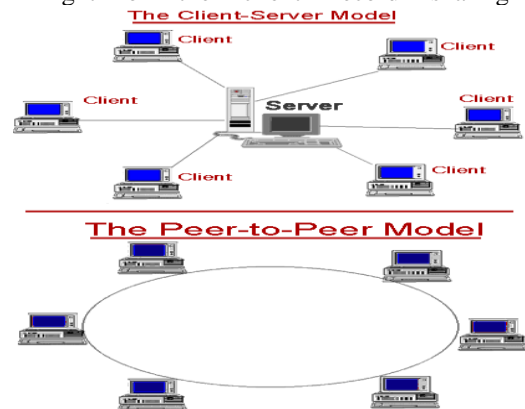 The Client-Server Model
Client
Client
Client
Server
Client
Client
Client
The Peer-to-Peer Model